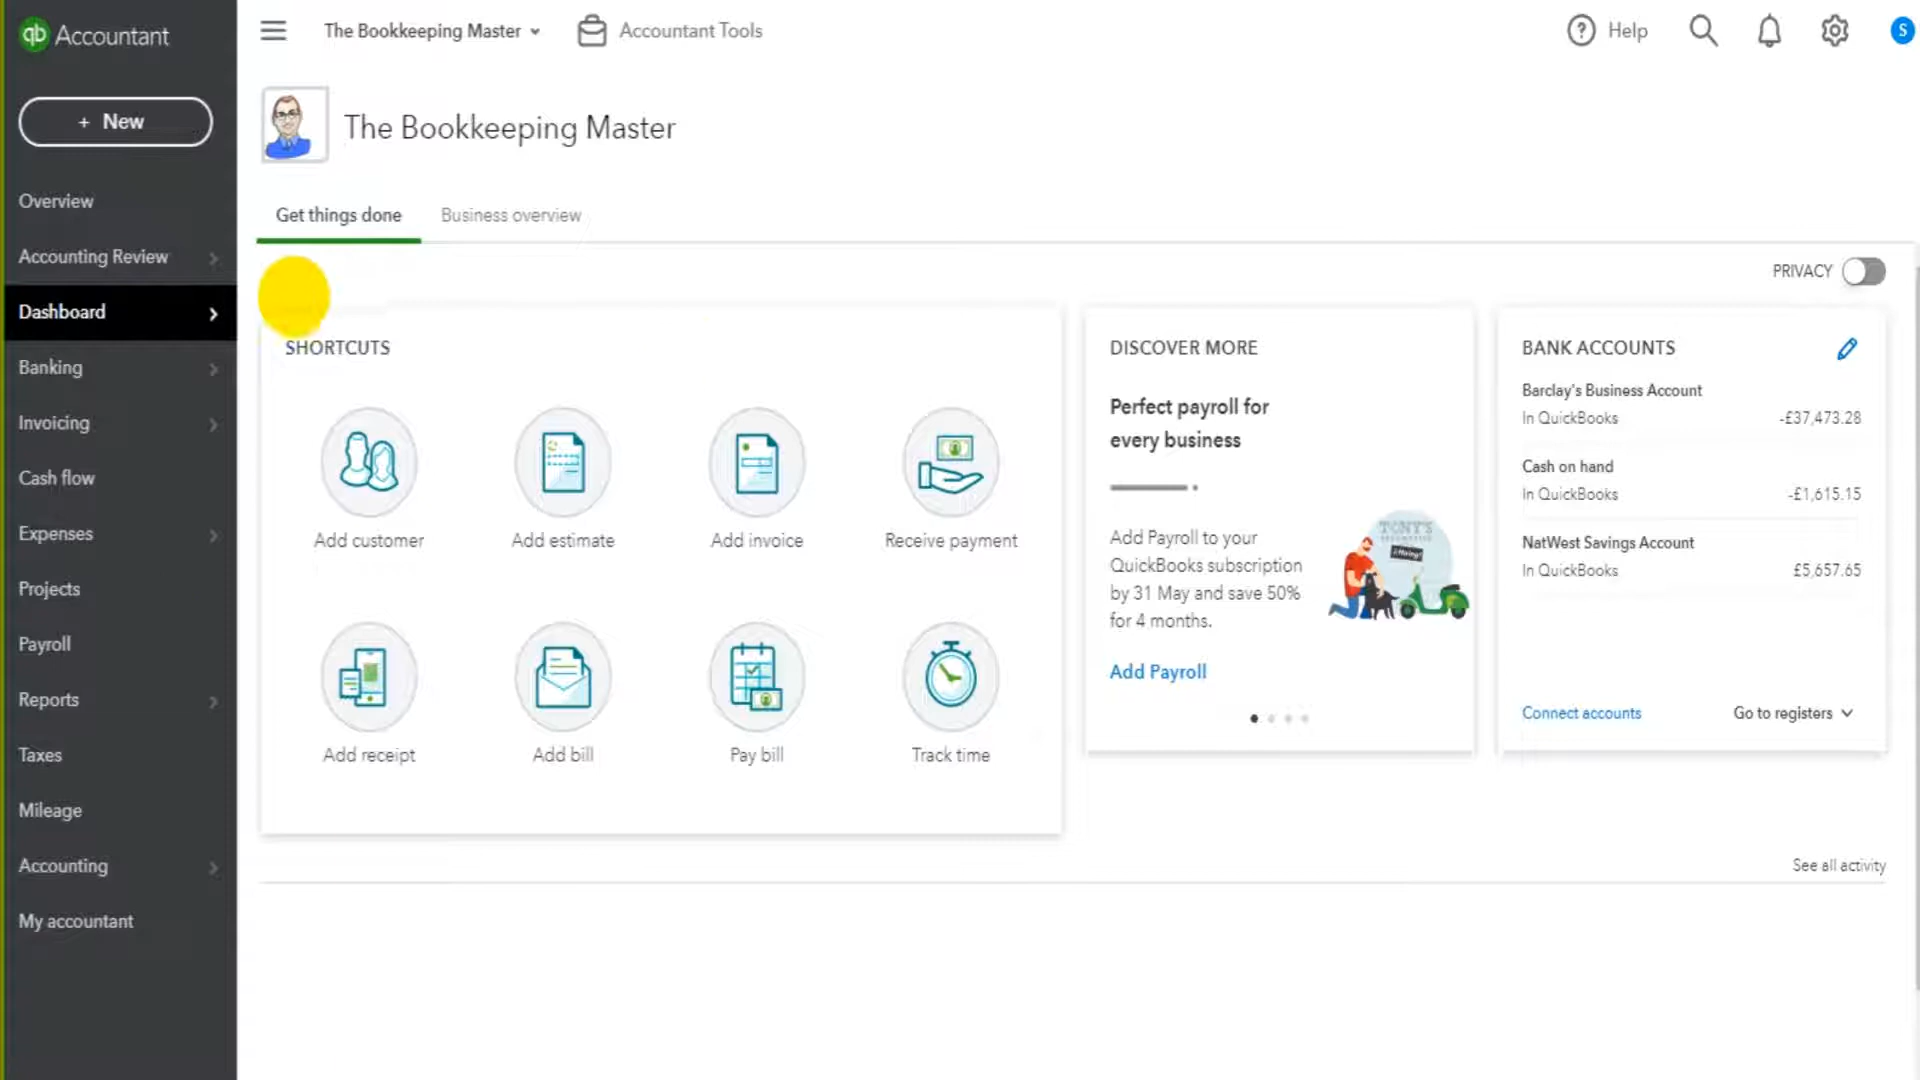 qb Accountant
The Bookkeeping Master
Accountant Tools
Help
S
+ New
The Bookkeeping Master
Overview
Accounting Review
Dashboard
Banking
Invoicing
Cash flow
Expenses
Projects
Payroll
Reports
Taxes
Mileage
Accounting
My accountant
Get things done
Business overview
PRIVACY
SHORTCUTS
Add customer
Add estimate
Add invoice
Receive payment
Add receipt
Add bill
Pay bill
Track time
DISCOVER MORE
Perfect payroll for
every business
Add Payroll to your
QuickBooks subscription
by 31 May and save 50%
for 4 months.
TONY'S
Hiring!
Add Payroll
BANK ACCOUNTS
Barclay's Business Account
In QuickBooks -£37,473.28
Cash on hand
In QuickBooks -£1,615.15
NatWest Savings Account
In QuickBooks £5,657.65
Connect accounts
Go to registers
See all activity